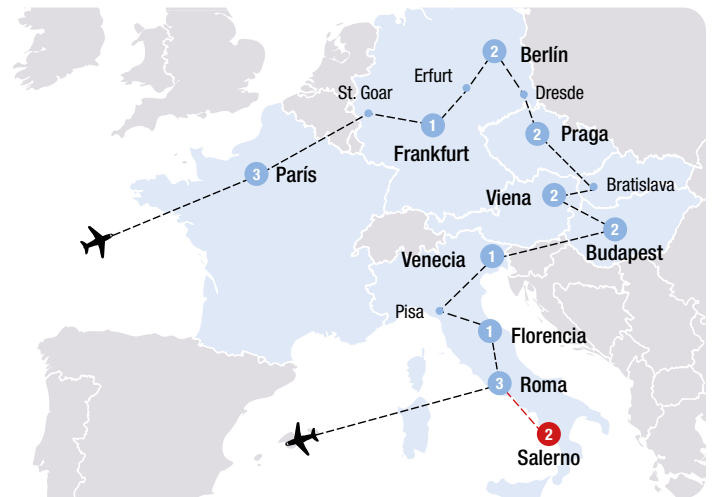 2
Berlín
Erfurt
St. Goar
Dresde
1
Frankfurt
2
Praga
3
París
Bratislava
Viena
2
2
Budapest
Venecia
1
Pisa
1
Florencia
3
Roma
2
Salerno